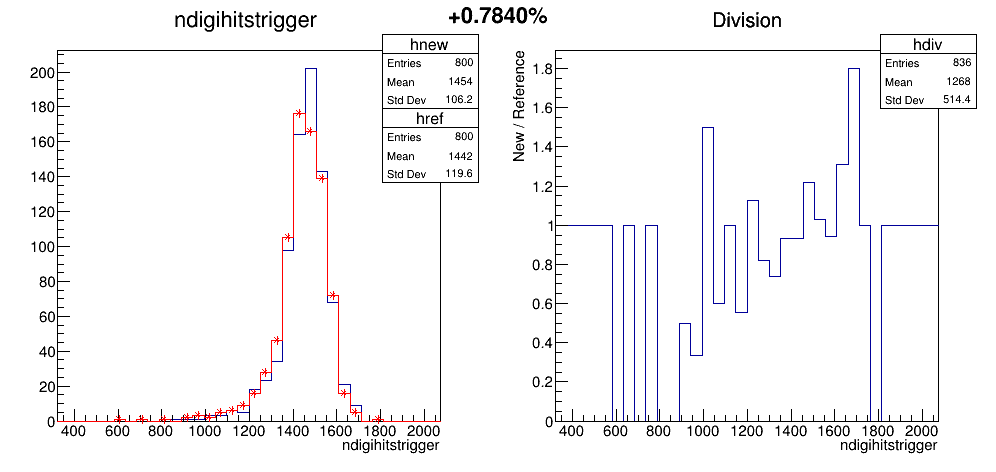 +0.7840%
ndigihitstrigger
hnew
Entries 800
Mean 1454
Std Dev 106.2
href
Entries 800
Mean 1442
Std Dev 119.6
200
180
160
140
120
100
80
60
40
20
0
400 600 800 1000 1200 1400 1600 1800 2000
ndigihitstrigger
Division
hdiv
Entries 836
Mean 1268
Std Dev 514.4
New / Reference
1.8
1.6
1.4
1.2
1
0.8
0.6
0.4
0.2
0
400 600 800 1000 1200 1400 1600 1800 2000
ndigihitstrigger